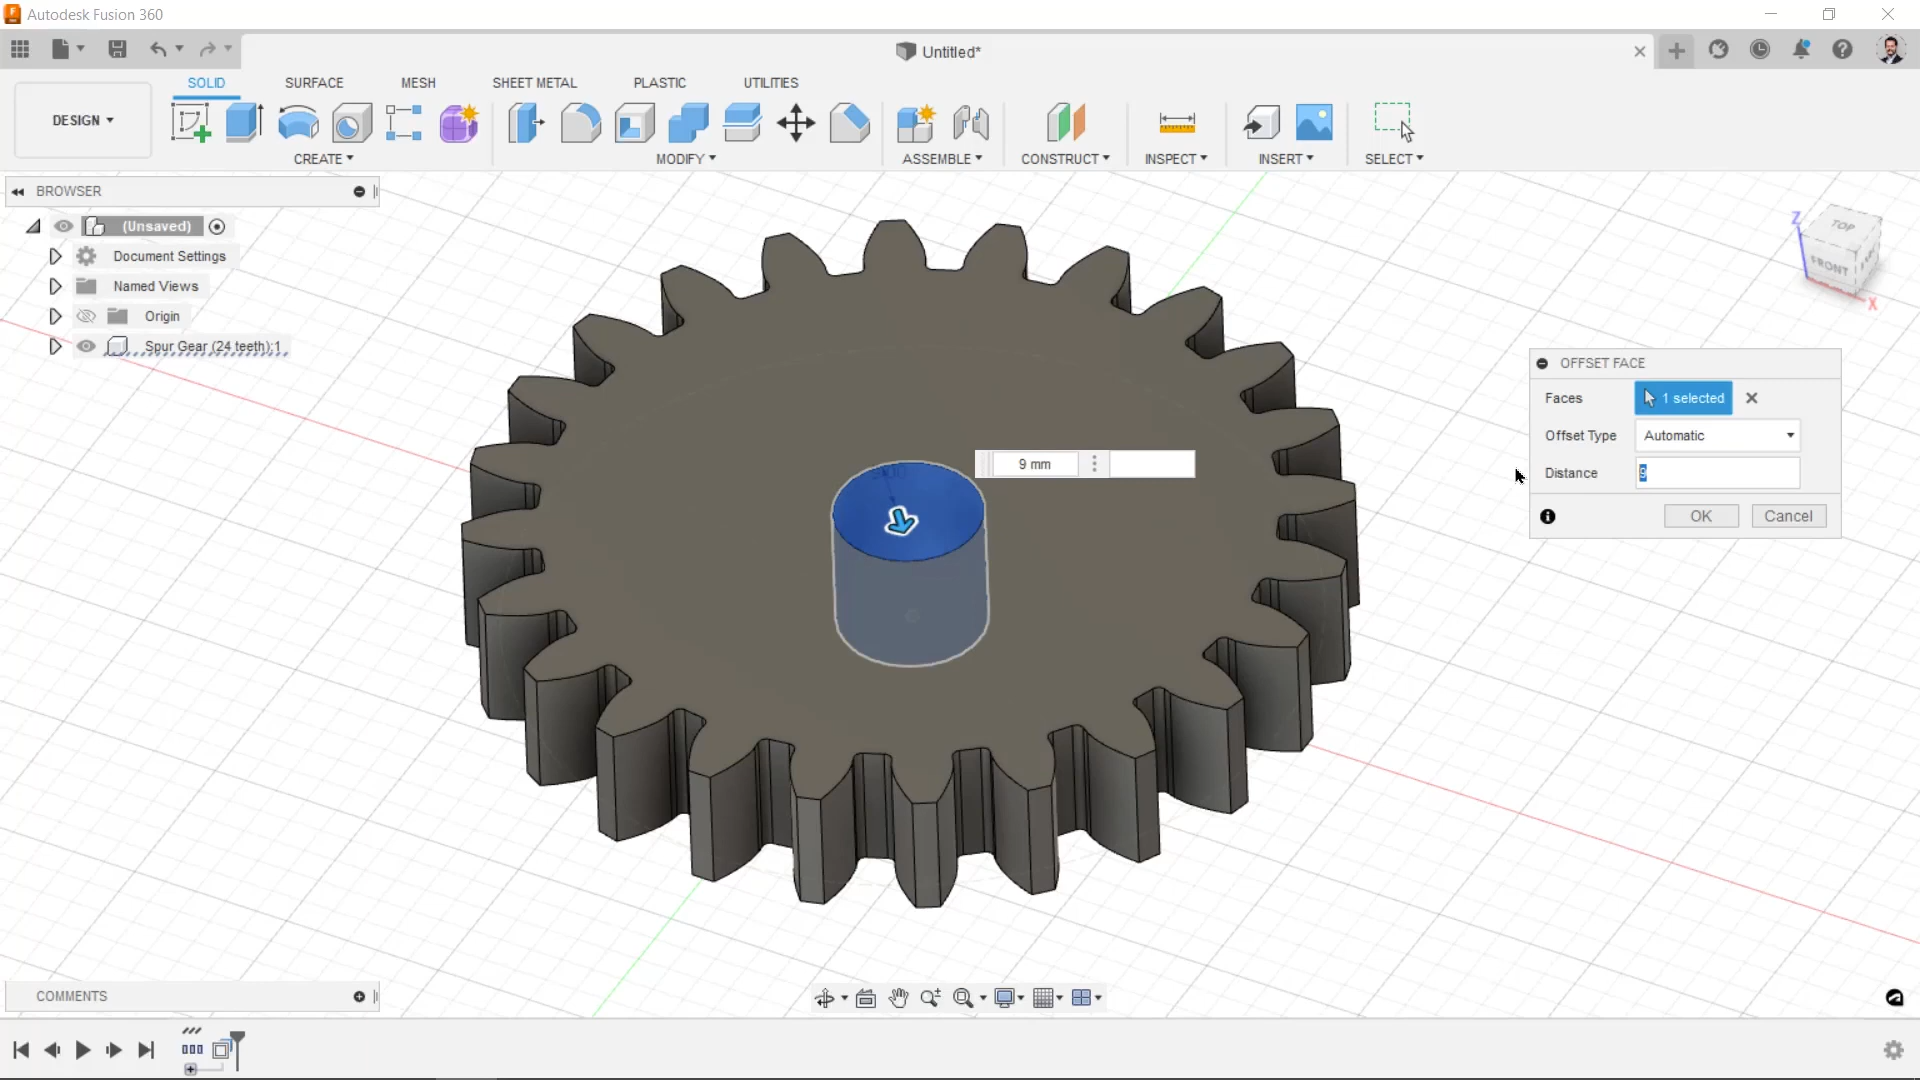 Autodesk Fusion 360
Untitled*
SOLID SURFACE MESH SHEET METAL PLASTIC UTILITIES
DESIGN
CREATE MODIFY ASSEMBLE CONSTRUCT INSPECT INSERT SELECT
BROWSER
(Unsaved)
Document Settings
Named Views
Origin
Spur Gear (24 teeth):1
Z
TOP
FRONT
X
OFFSET FACE
Faces 1 selected
Offset Type Automatic
Distance 9
OK Cancel
9 mm
COMMENTS